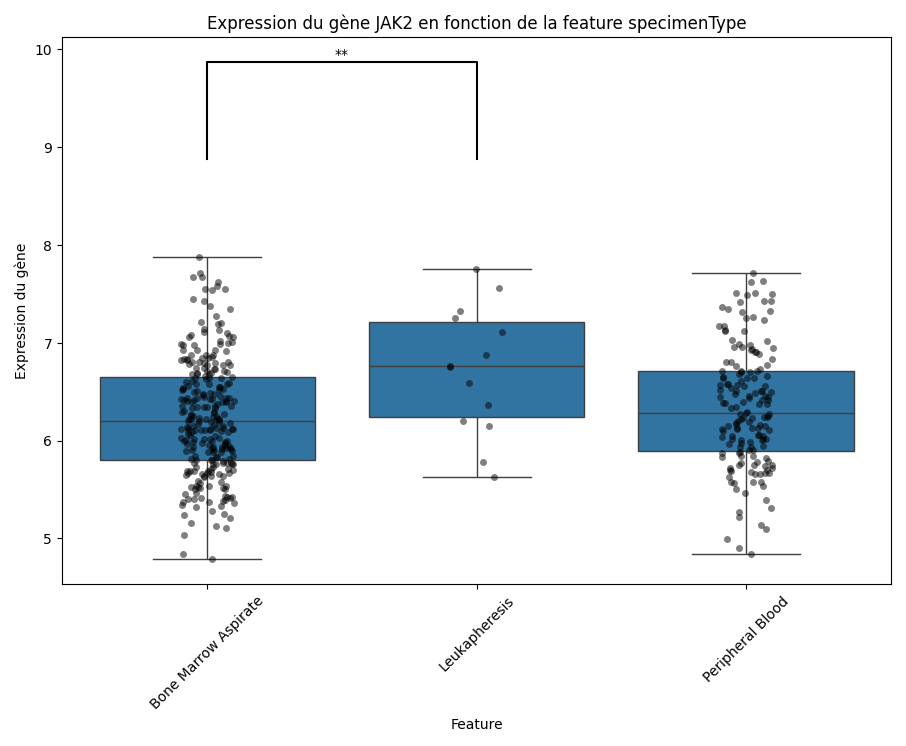 Expression du gène JAK2 en fonction de la feature specimenType
**
Expression du gène
10
9
8
7
6
5
Bone Marrow Aspirate
Leukapheresis
Peripheral Blood
Feature